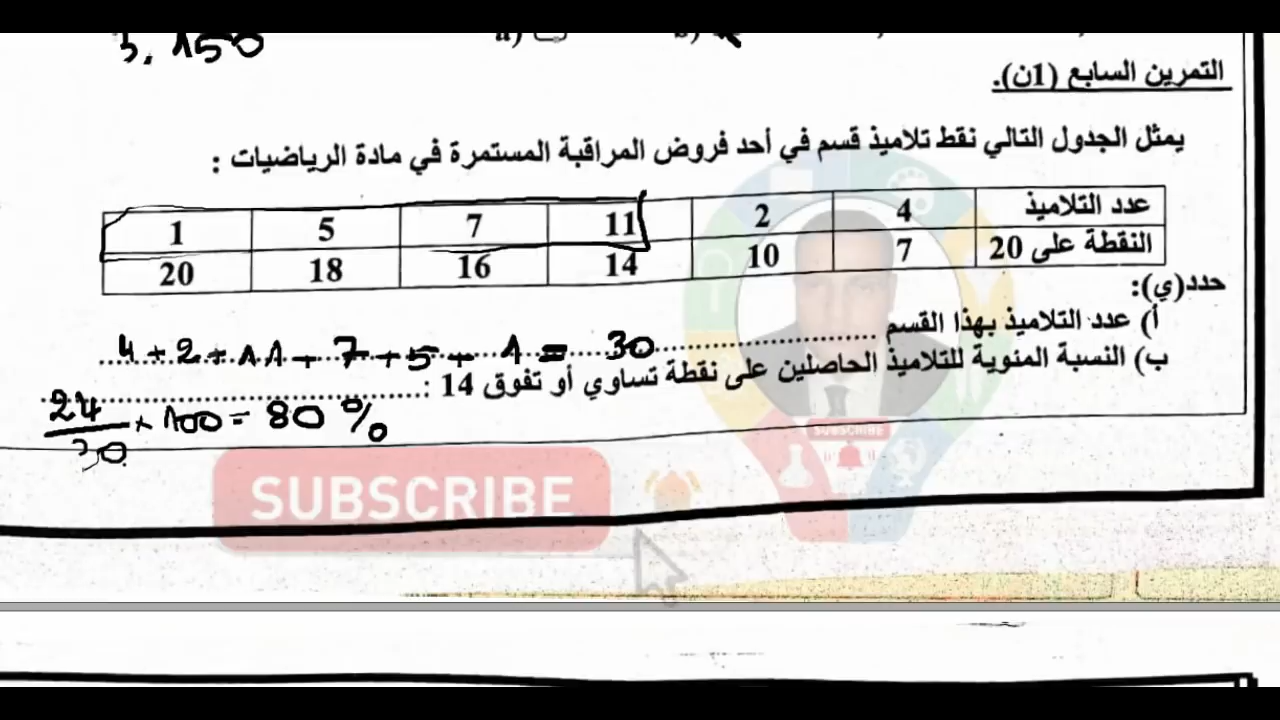 3. 150
a) b)
التمرين السابع (1ن).
يمثل الجدول التالي نقط تلاميذ قسم في أحد فروض المراقبة المستمرة في مادة الرياضيات :
عدد التلاميذ 4 2 11 7 5 1
النقطة على 20 7 10 14 16 18 20
حدد(ي):
أ) عدد التلاميذ بهذا القسم ..........
4 + 2 + 11 + 7 + 5 + 1 = 30
ب) النسبة المئوية للتلاميذ الحاصلين على نقطة تساوي أو تفوق 14 : ..........
24/30 × 100 = 80 %
SUBSCRIBE
SUBSCRIBE